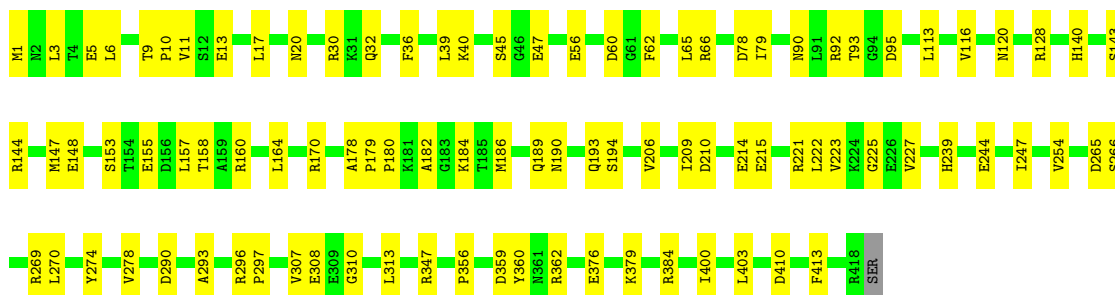 M1 N2 L3 T4 E5 L6 T9 P10 V11 S12 E13 L17 N20 R30 K31 Q32 F36 L39 K40 S45 G46 E47 E56 D60 G61 F62 L65 R66 D78 I79 N90 L91 R92 T93 G94 D95 L113 V116 N120 R128 H140 S143
R144 M147 E148 S153 T154 E155 D156 L157 T158 A159 R160 L164 R170 A178 P179 P180 K181 A182 G183 K184 T185 M186 Q189 N190 Q193 S194 V206 I209 D210 E214 E215 R221 L222 V223 K224 G225 E226 V227 H239 E244 I247 V254 D265 S266
R269 L270 Y274 V278 D290 A293 R296 P297 V307 E308 E309 G310 L313 R347 P356 D359 Y360 N361 R362 E376 K379 R384 I400 L403 D410 F413 R418 SER